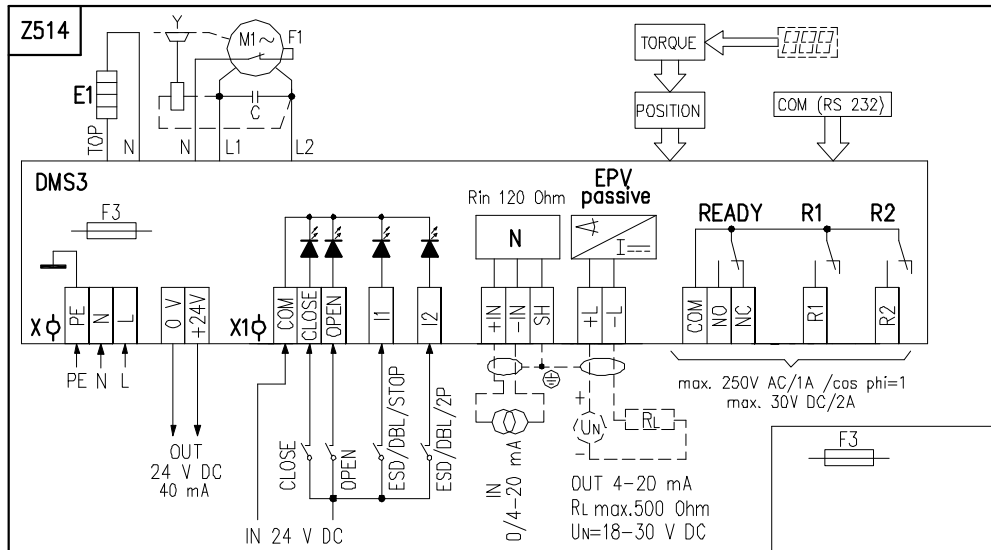 Z514
Y
M1 ~
F1
TORQUE
E1
POSITION
COM (RS 232)
C
TOP
N
N
L1
L2
DMS3
F3
Rin 120 Ohm
EPV
passive
READY
R1
R2
N
I
X
PE
N
L
0 V
+24V
X1
COM
CLOSE
OPEN
I1
I2
+IN
-IN
SH
+L
-L
COM
NO
NC
R1
R2
PE N L
max. 250V AC/1A /cos phi=1
max. 30V DC/2A
OUT
24 V DC
40 mA
CLOSE
OPEN
ESD/DBL/STOP
ESD/DBL/2P
IN 24 V DC
IN
0/4-20 mA
+
UN
-
RL
OUT 4-20 mA
RL max.500 Ohm
UN=18-30 V DC
F3